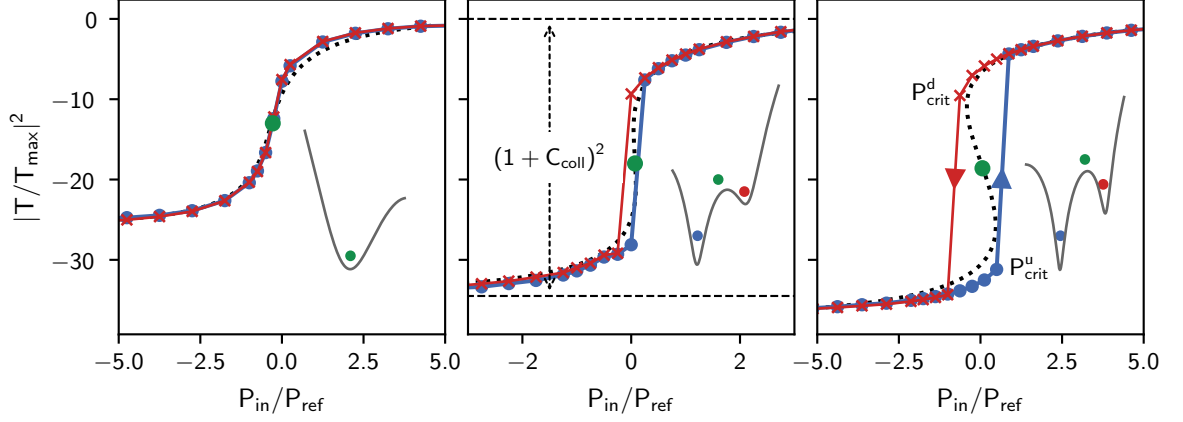 |T/T_max|^2
0
−10
−20
−30
−5.0 −2.5 0.0 2.5 5.0
P_in/P_ref
(1 + C_coll)^2
−2 0 2
P_in/P_ref
P^d_crit
P^u_crit
−5.0 −2.5 0.0 2.5 5.0
P_in/P_ref